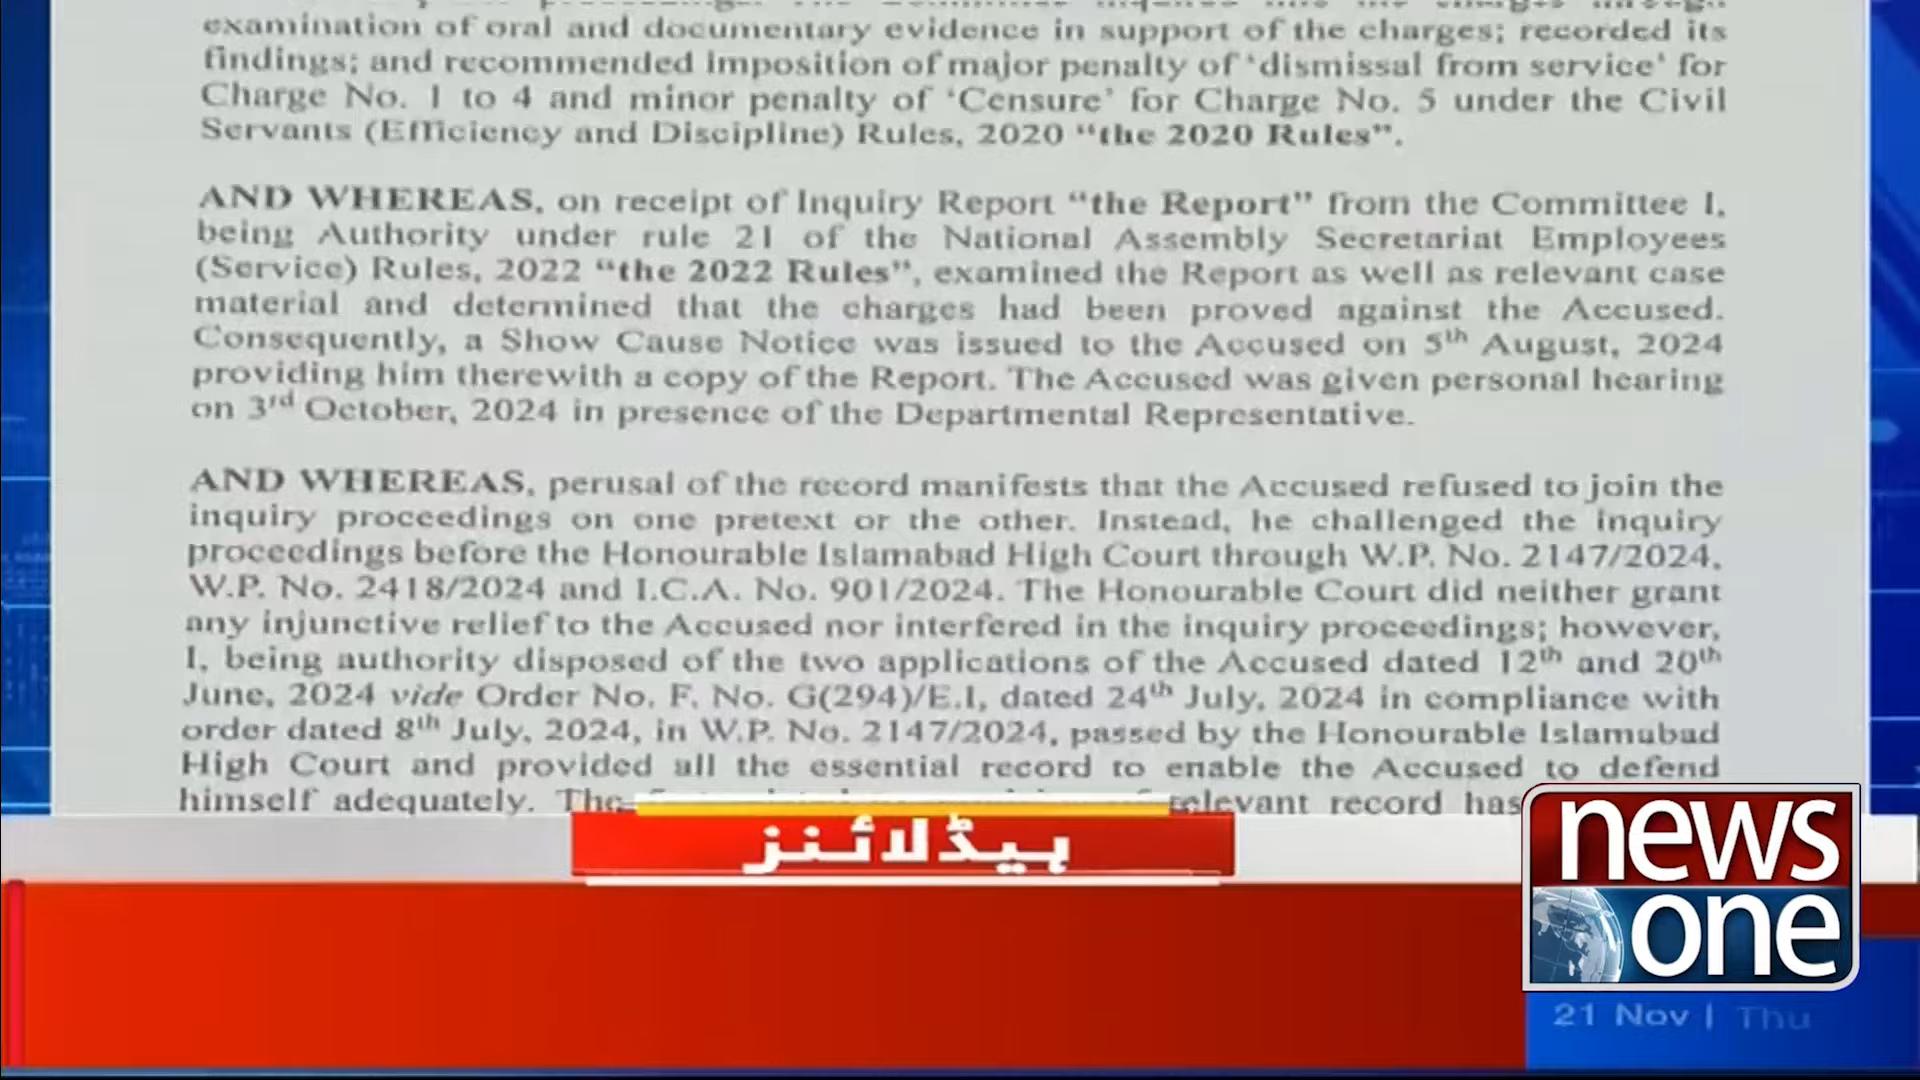 examination of oral and documentary evidence in support of the charges; recorded its
findings; and recommended imposition of major penalty of 'dismissal from service' for
Charge No. 1 to 4 and minor penalty of 'Censure' for Charge No. 5 under the Civil
Servants (Efficiency and Discipline) Rules, 2020 "the 2020 Rules".
AND WHEREAS, on receipt of Inquiry Report "the Report" from the Committee I,
being Authority under rule 21 of the National Assembly Secretariat Employees
(Service) Rules, 2022 "the 2022 Rules", examined the Report as well as relevant case
material and determined that the charges had been proved against the Accused.
Consequently, a Show Cause Notice was issued to the Accused on 5th August, 2024
providing him therewith a copy of the Report. The Accused was given personal hearing
on 3rd October, 2024 in presence of the Departmental Representative.
AND WHEREAS, perusal of the record manifests that the Accused refused to join the
inquiry proceedings on one pretext or the other. Instead, he challenged the inquiry
proceedings before the Honourable Islamabad High Court through W.P. No. 2147/2024,
W.P. No. 2418/2024 and I.C.A. No. 901/2024. The Honourable Court did neither grant
any injunctive relief to the Accused nor interfered in the inquiry proceedings; however,
I, being authority disposed of the two applications of the Accused dated 12th and 20th
June, 2024 vide Order No. F. No. G(294)/E.I, dated 24th July, 2024 in compliance with
order dated 8th July, 2024, in W.P. No. 2147/2024, passed by the Honourable Islamabad
High Court and provided all the essential record to enable the Accused to defend
himself adequately. The relevant record has
ہیڈلائنز
news
one
21 Nov | Thu